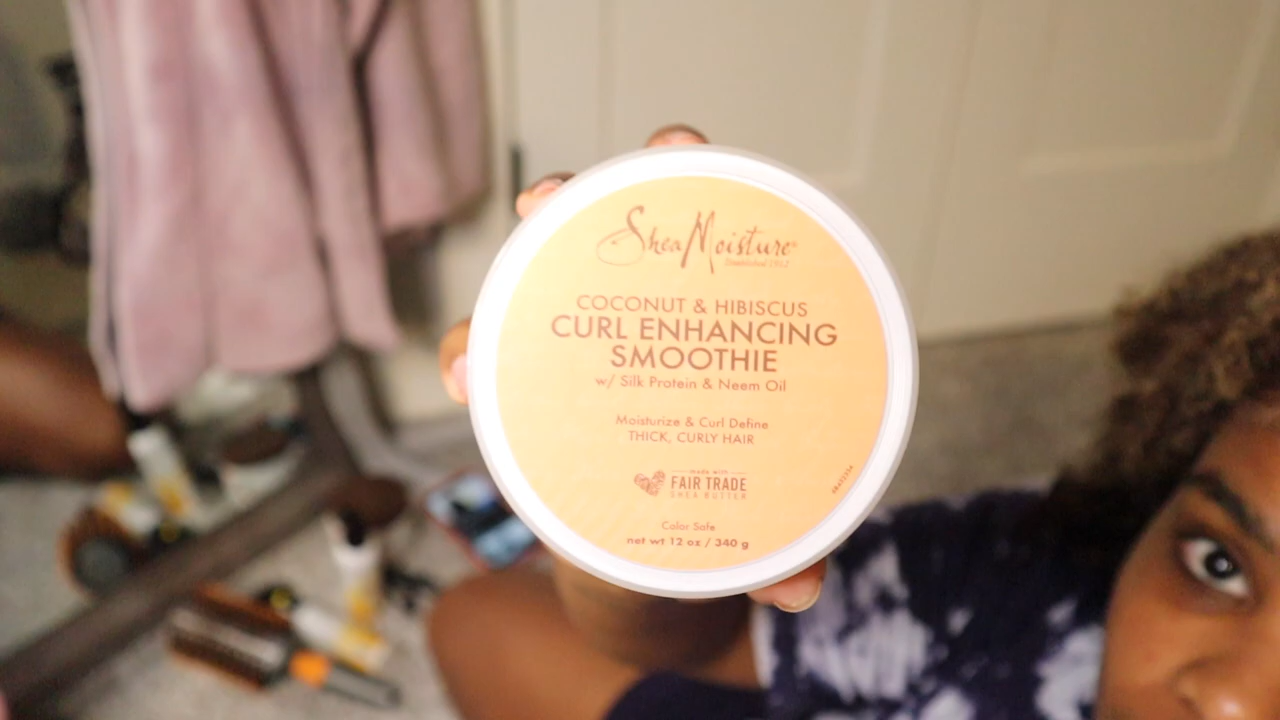 SheaMoisture®
Established 1912
COCONUT & HIBISCUS
CURL ENHANCING
SMOOTHIE
w/ Silk Protein & Neem Oil
Moisturize & Curl Define
THICK, CURLY HAIR
made with
FAIR TRADE
SHEA BUTTER
Color Safe
net wt 12 oz / 340 g